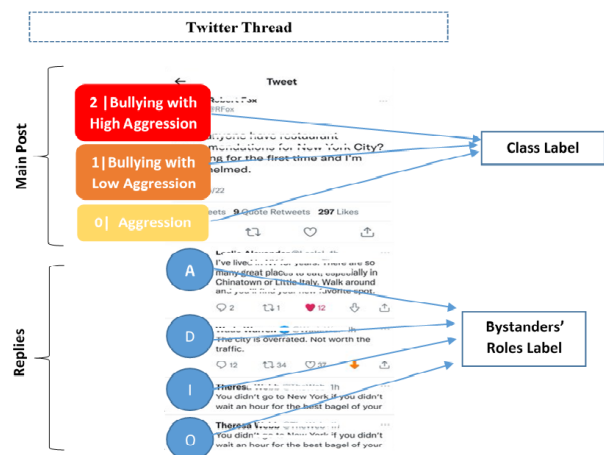 Twitter Thread
Main Post
Replies
Tweet
2 | Bullying with
High Aggression
1 | Bullying with
Low Aggression
0 | Aggression
Fox
@RFox
have restaurant
for New York City?
for the first time and I'm
/22
9 Quote Retweets 297 Likes
Class Label
A
I've
many great places to eat, especially in
Chinatown or Little Italy. Walk around
and you'll find your new favorite spot.
2 1 12
D
The city is overrated. Not worth the
traffic.
12 34 37
I
Theresa
You didn't go to New York if you didn't
wait an hour for the best bagel of your
O
Theresa
You didn't go to New York if you didn't
wait an hour for the best bagel of your
Bystanders'
Roles Label